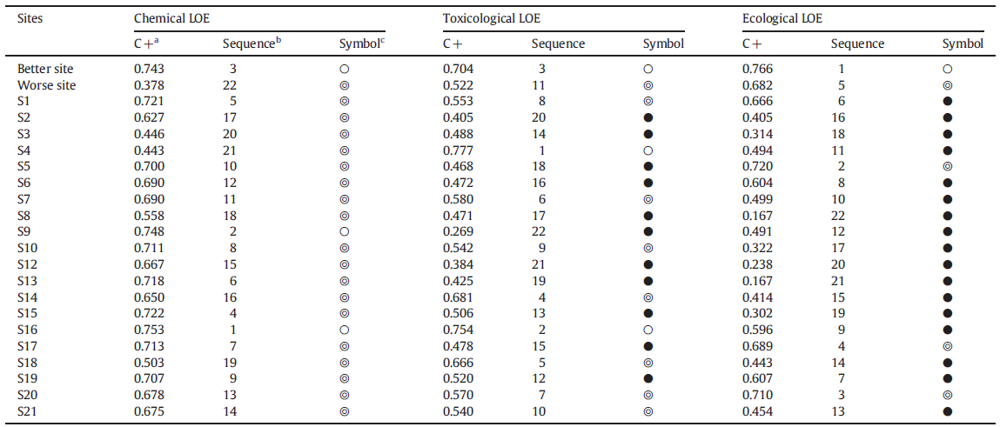 Sites Chemical LOE Toxicological LOE Ecological LOE
C+a Sequenceb Symbolc C+ Sequence Symbol C+ Sequence Symbol
Better site 0.743 3 ○ 0.704 3 ○ 0.766 1 ○
Worse site 0.378 22 ◎ 0.522 11 ◎ 0.682 5 ◎
S1 0.721 5 ◎ 0.553 8 ◎ 0.666 6 ●
S2 0.627 17 ◎ 0.405 20 ● 0.405 16 ●
S3 0.446 20 ◎ 0.488 14 ● 0.314 18 ●
S4 0.443 21 ◎ 0.777 1 ○ 0.494 11 ●
S5 0.700 10 ◎ 0.468 18 ● 0.720 2 ◎
S6 0.690 12 ◎ 0.472 16 ● 0.604 8 ●
S7 0.690 11 ◎ 0.580 6 ◎ 0.499 10 ●
S8 0.558 18 ◎ 0.471 17 ● 0.167 22 ●
S9 0.748 2 ○ 0.269 22 ● 0.491 12 ●
S10 0.711 8 ◎ 0.542 9 ◎ 0.322 17 ●
S12 0.667 15 ◎ 0.384 21 ● 0.238 20 ●
S13 0.718 6 ◎ 0.425 19 ● 0.167 21 ●
S14 0.650 16 ◎ 0.681 4 ◎ 0.414 15 ●
S15 0.722 4 ◎ 0.506 13 ● 0.302 19 ●
S16 0.753 1 ○ 0.754 2 ○ 0.596 9 ●
S17 0.713 7 ◎ 0.478 15 ● 0.689 4 ◎
S18 0.503 19 ◎ 0.666 5 ◎ 0.443 14 ●
S19 0.707 9 ◎ 0.520 12 ● 0.607 7 ●
S20 0.678 13 ◎ 0.570 7 ◎ 0.710 3 ◎
S21 0.675 14 ◎ 0.540 10 ◎ 0.454 13 ●